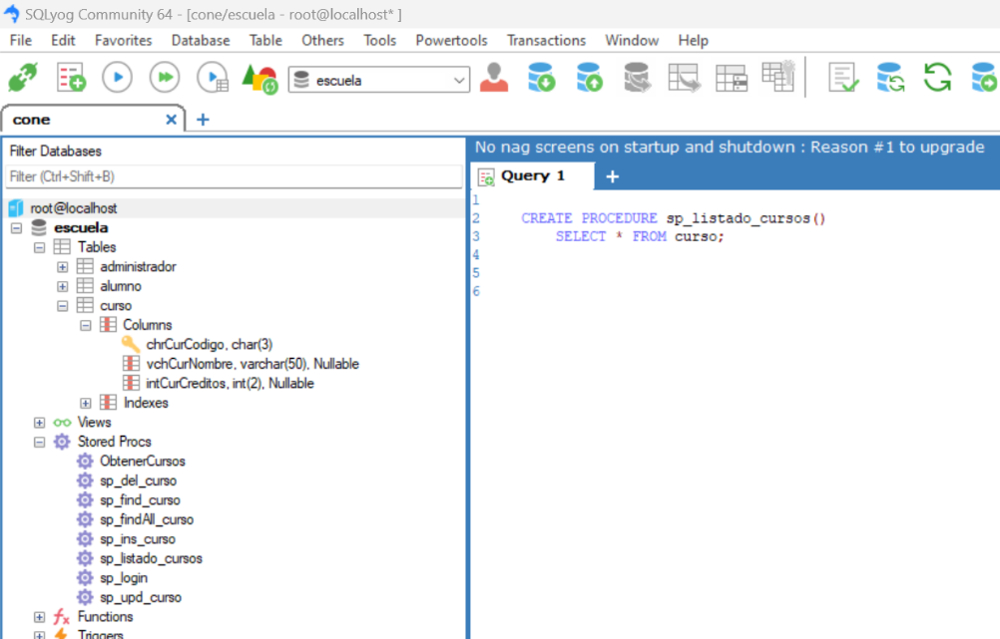 SQLyog Community 64 - [cone/escuela - root@localhost* ]
File Edit Favorites Database Table Others Tools Powertools Transactions Window Help
escuela
cone
Filter Databases
Filter (Ctrl+Shift+B)
root@localhost
escuela
Tables
administrador
alumno
curso
Columns
chrCurCodigo, char(3)
vchCurNombre, varchar(50), Nullable
intCurCreditos, int(2), Nullable
Indexes
Views
Stored Procs
ObtenerCursos
sp_del_curso
sp_find_curso
sp_findAll_curso
sp_ins_curso
sp_listado_cursos
sp_login
sp_upd_curso
Functions
Triggers
No nag screens on startup and shutdown : Reason #1 to upgrade
Query 1
1
2 CREATE PROCEDURE sp_listado_cursos()
3 SELECT * FROM curso;
4
5
6